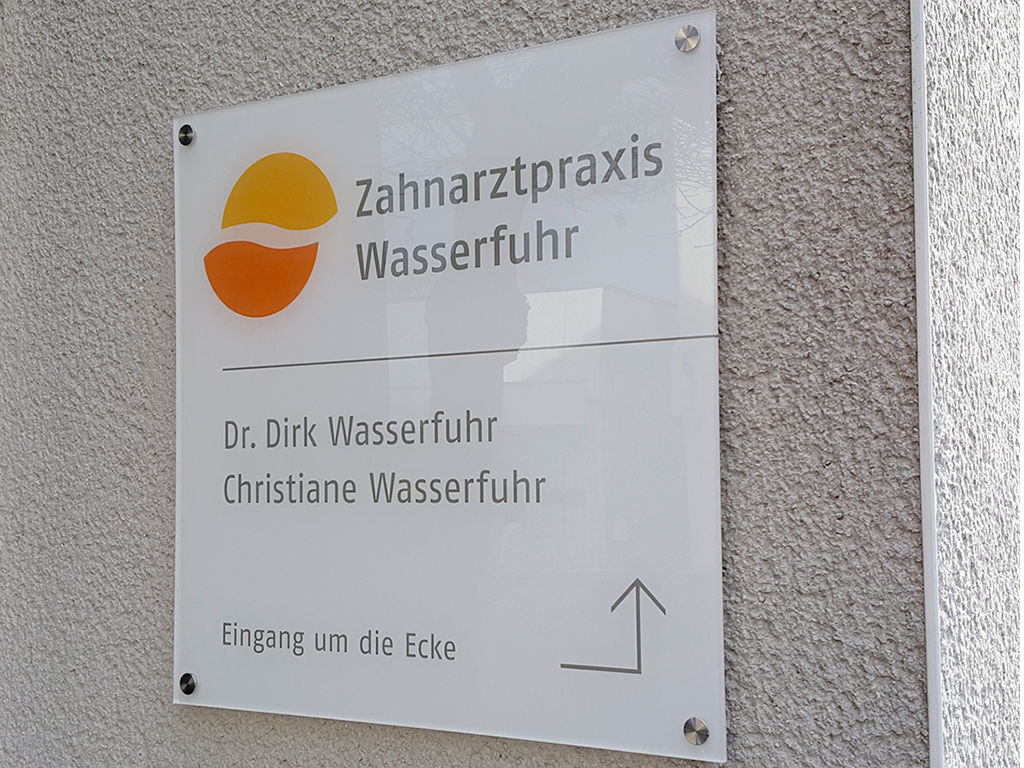 Zahnarztpraxis
Wasserfuhr
Dr. Dirk Wasserfuhr
Christiane Wasserfuhr
Eingang um die Ecke